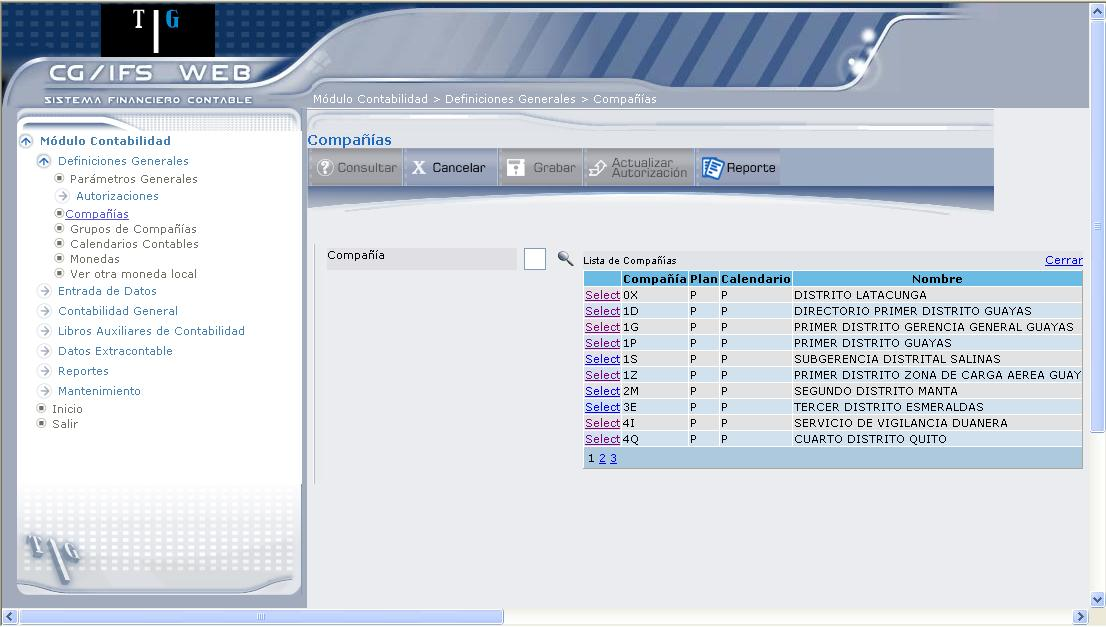 T G
CG/IFS WEB
SISTEMA FINANCIERO CONTABLE
Módulo Contabilidad > Definiciones Generales > Compañías
Módulo Contabilidad
Definiciones Generales
Parámetros Generales
Autorizaciones
Compañías
Grupos de Compañías
Calendarios Contables
Monedas
Ver otra moneda local
Entrada de Datos
Contabilidad General
Libros Auxiliares de Contabilidad
Datos Extracontable
Reportes
Mantenimiento
Inicio
Salir
T G
Compañías
Consultar X Cancelar Grabar Actualizar Autorización Reporte
Compañía
Lista de Compañías Cerrar
Compañía Plan Calendario Nombre
Select 0X P P DISTRITO LATACUNGA
Select 1D P P DIRECTORIO PRIMER DISTRITO GUAYAS
Select 1G P P PRIMER DISTRITO GERENCIA GENERAL GUAYAS
Select 1P P P PRIMER DISTRITO GUAYAS
Select 1S P P SUBGERENCIA DISTRITAL SALINAS
Select 1Z P P PRIMER DISTRITO ZONA DE CARGA AEREA GUAY
Select 2M P P SEGUNDO DISTRITO MANTA
Select 3E P P TERCER DISTRITO ESMERALDAS
Select 4I P P SERVICIO DE VIGILANCIA DUANERA
Select 4Q P P CUARTO DISTRITO QUITO
1 2 3